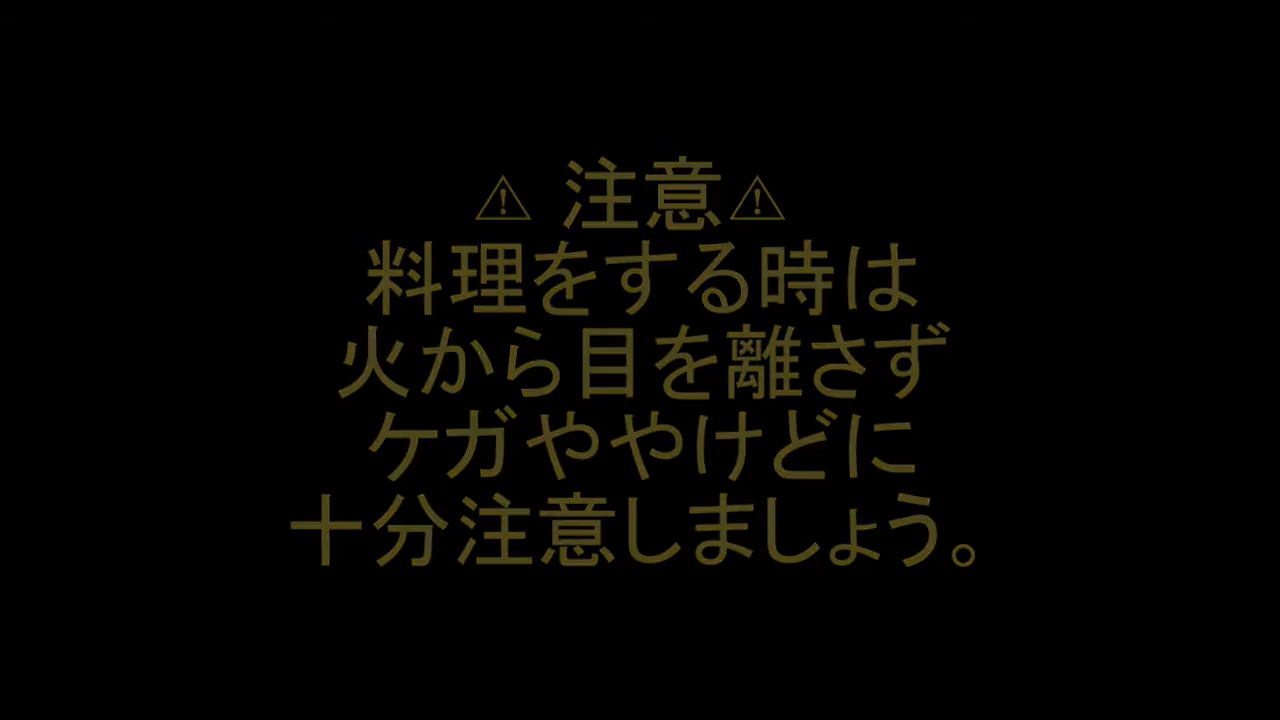 ⚠ 注意⚠
料理をする時は
火から目を離さず
ケガややけどに
十分注意しましょう。